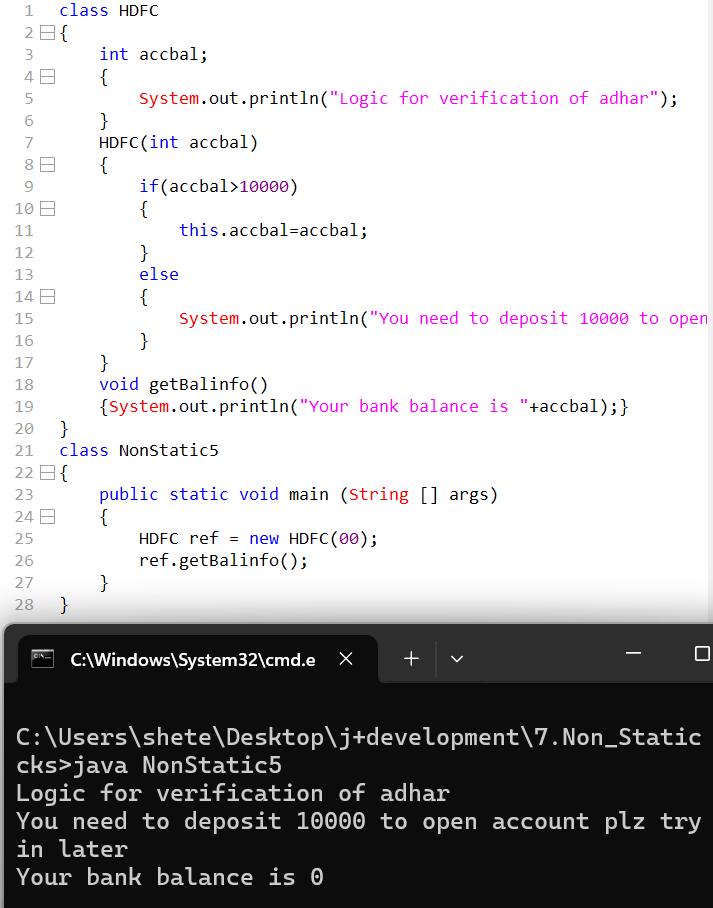 1 class HDFC
2 {
3 int accbal;
4 {
5 System.out.println("Logic for verification of adhar");
6 }
7 HDFC(int accbal)
8 {
9 if(accbal>10000)
10 {
11 this.accbal=accbal;
12 }
13 else
14 {
15 System.out.println("You need to deposit 10000 to open
16 }
17 }
18 void getBalinfo()
19 {System.out.println("Your bank balance is "+accbal);}
20 }
21 class NonStatic5
22 {
23 public static void main (String [] args)
24 {
25 HDFC ref = new HDFC(00);
26 ref.getBalinfo();
27 }
28 }
C:\Windows\System32\cmd.e
C:\Users\shete\Desktop\j+development\7.Non_Static
cks>java NonStatic5
Logic for verification of adhar
You need to deposit 10000 to open account plz try
in later
Your bank balance is 0